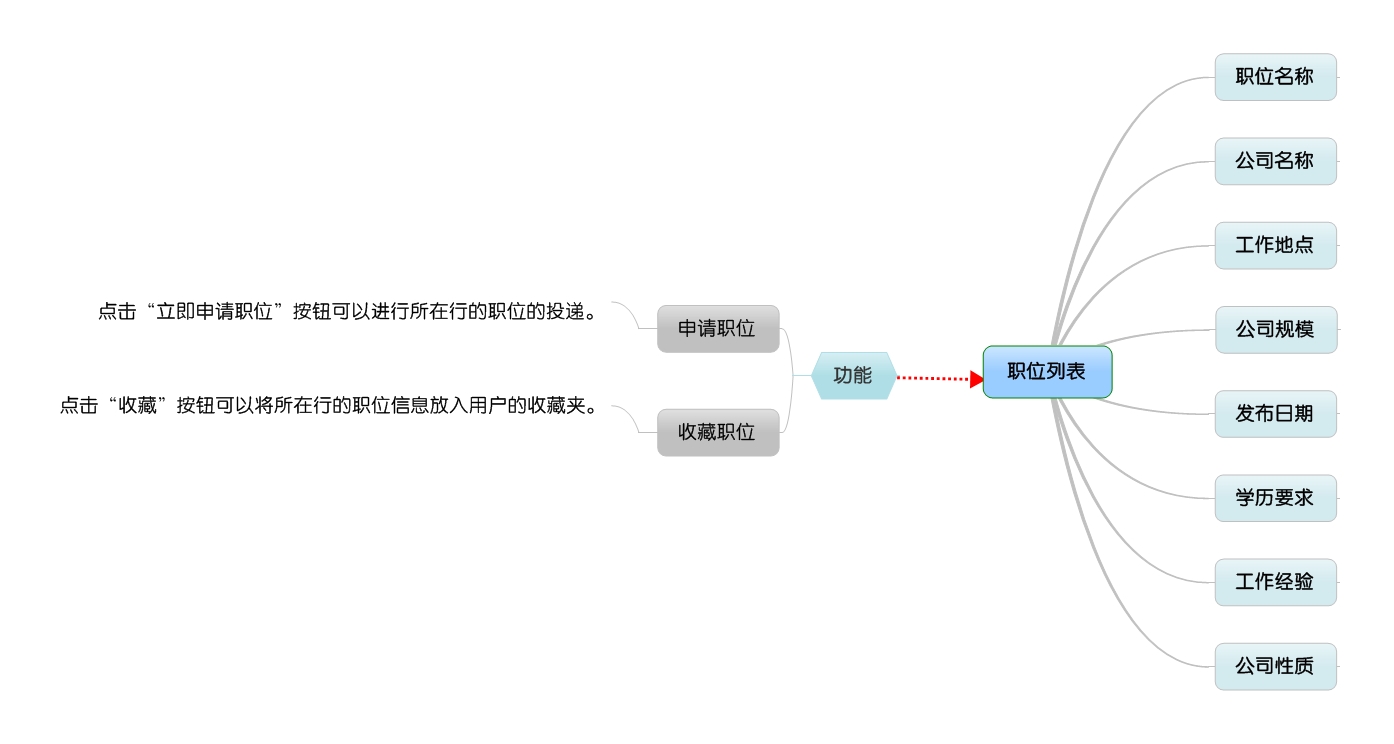 点击“立即申请职位”按钮可以进行所在行的职位的投递。
申请职位
点击“收藏”按钮可以将所在行的职位信息放入用户的收藏夹。
收藏职位
功能
职位列表
职位名称
公司名称
工作地点
公司规模
发布日期
学历要求
工作经验
公司性质